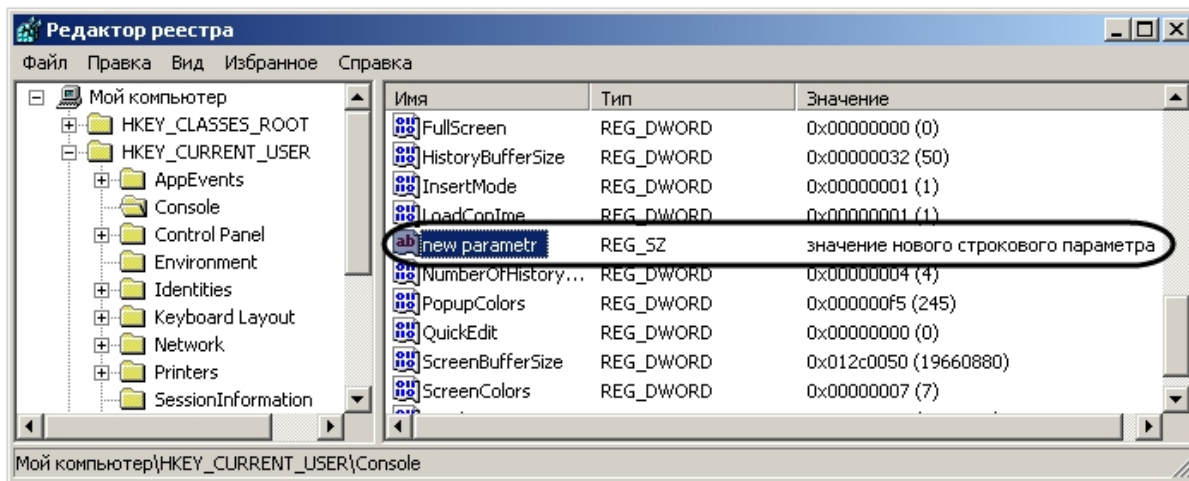 Редактор реестра
Файл Правка Вид Избранное Справка
Мой компьютер
HKEY_CLASSES_ROOT
HKEY_CURRENT_USER
AppEvents
Console
Control Panel
Environment
Identities
Keyboard Layout
Network
Printers
SessionInformation
Имя Тип Значение
FullScreen REG_DWORD 0x00000000 (0)
HistoryBufferSize REG_DWORD 0x00000032 (50)
InsertMode REG_DWORD 0x00000001 (1)
LoadConIme REG_DWORD 0x00000001 (1)
new parametr REG_SZ значение нового строкового параметра
NumberOfHistory... REG_DWORD 0x00000004 (4)
PopupColors REG_DWORD 0x000000f5 (245)
QuickEdit REG_DWORD 0x00000000 (0)
ScreenBufferSize REG_DWORD 0x012c0050 (19660880)
ScreenColors REG_DWORD 0x00000007 (7)
Мой компьютер\HKEY_CURRENT_USER\Console